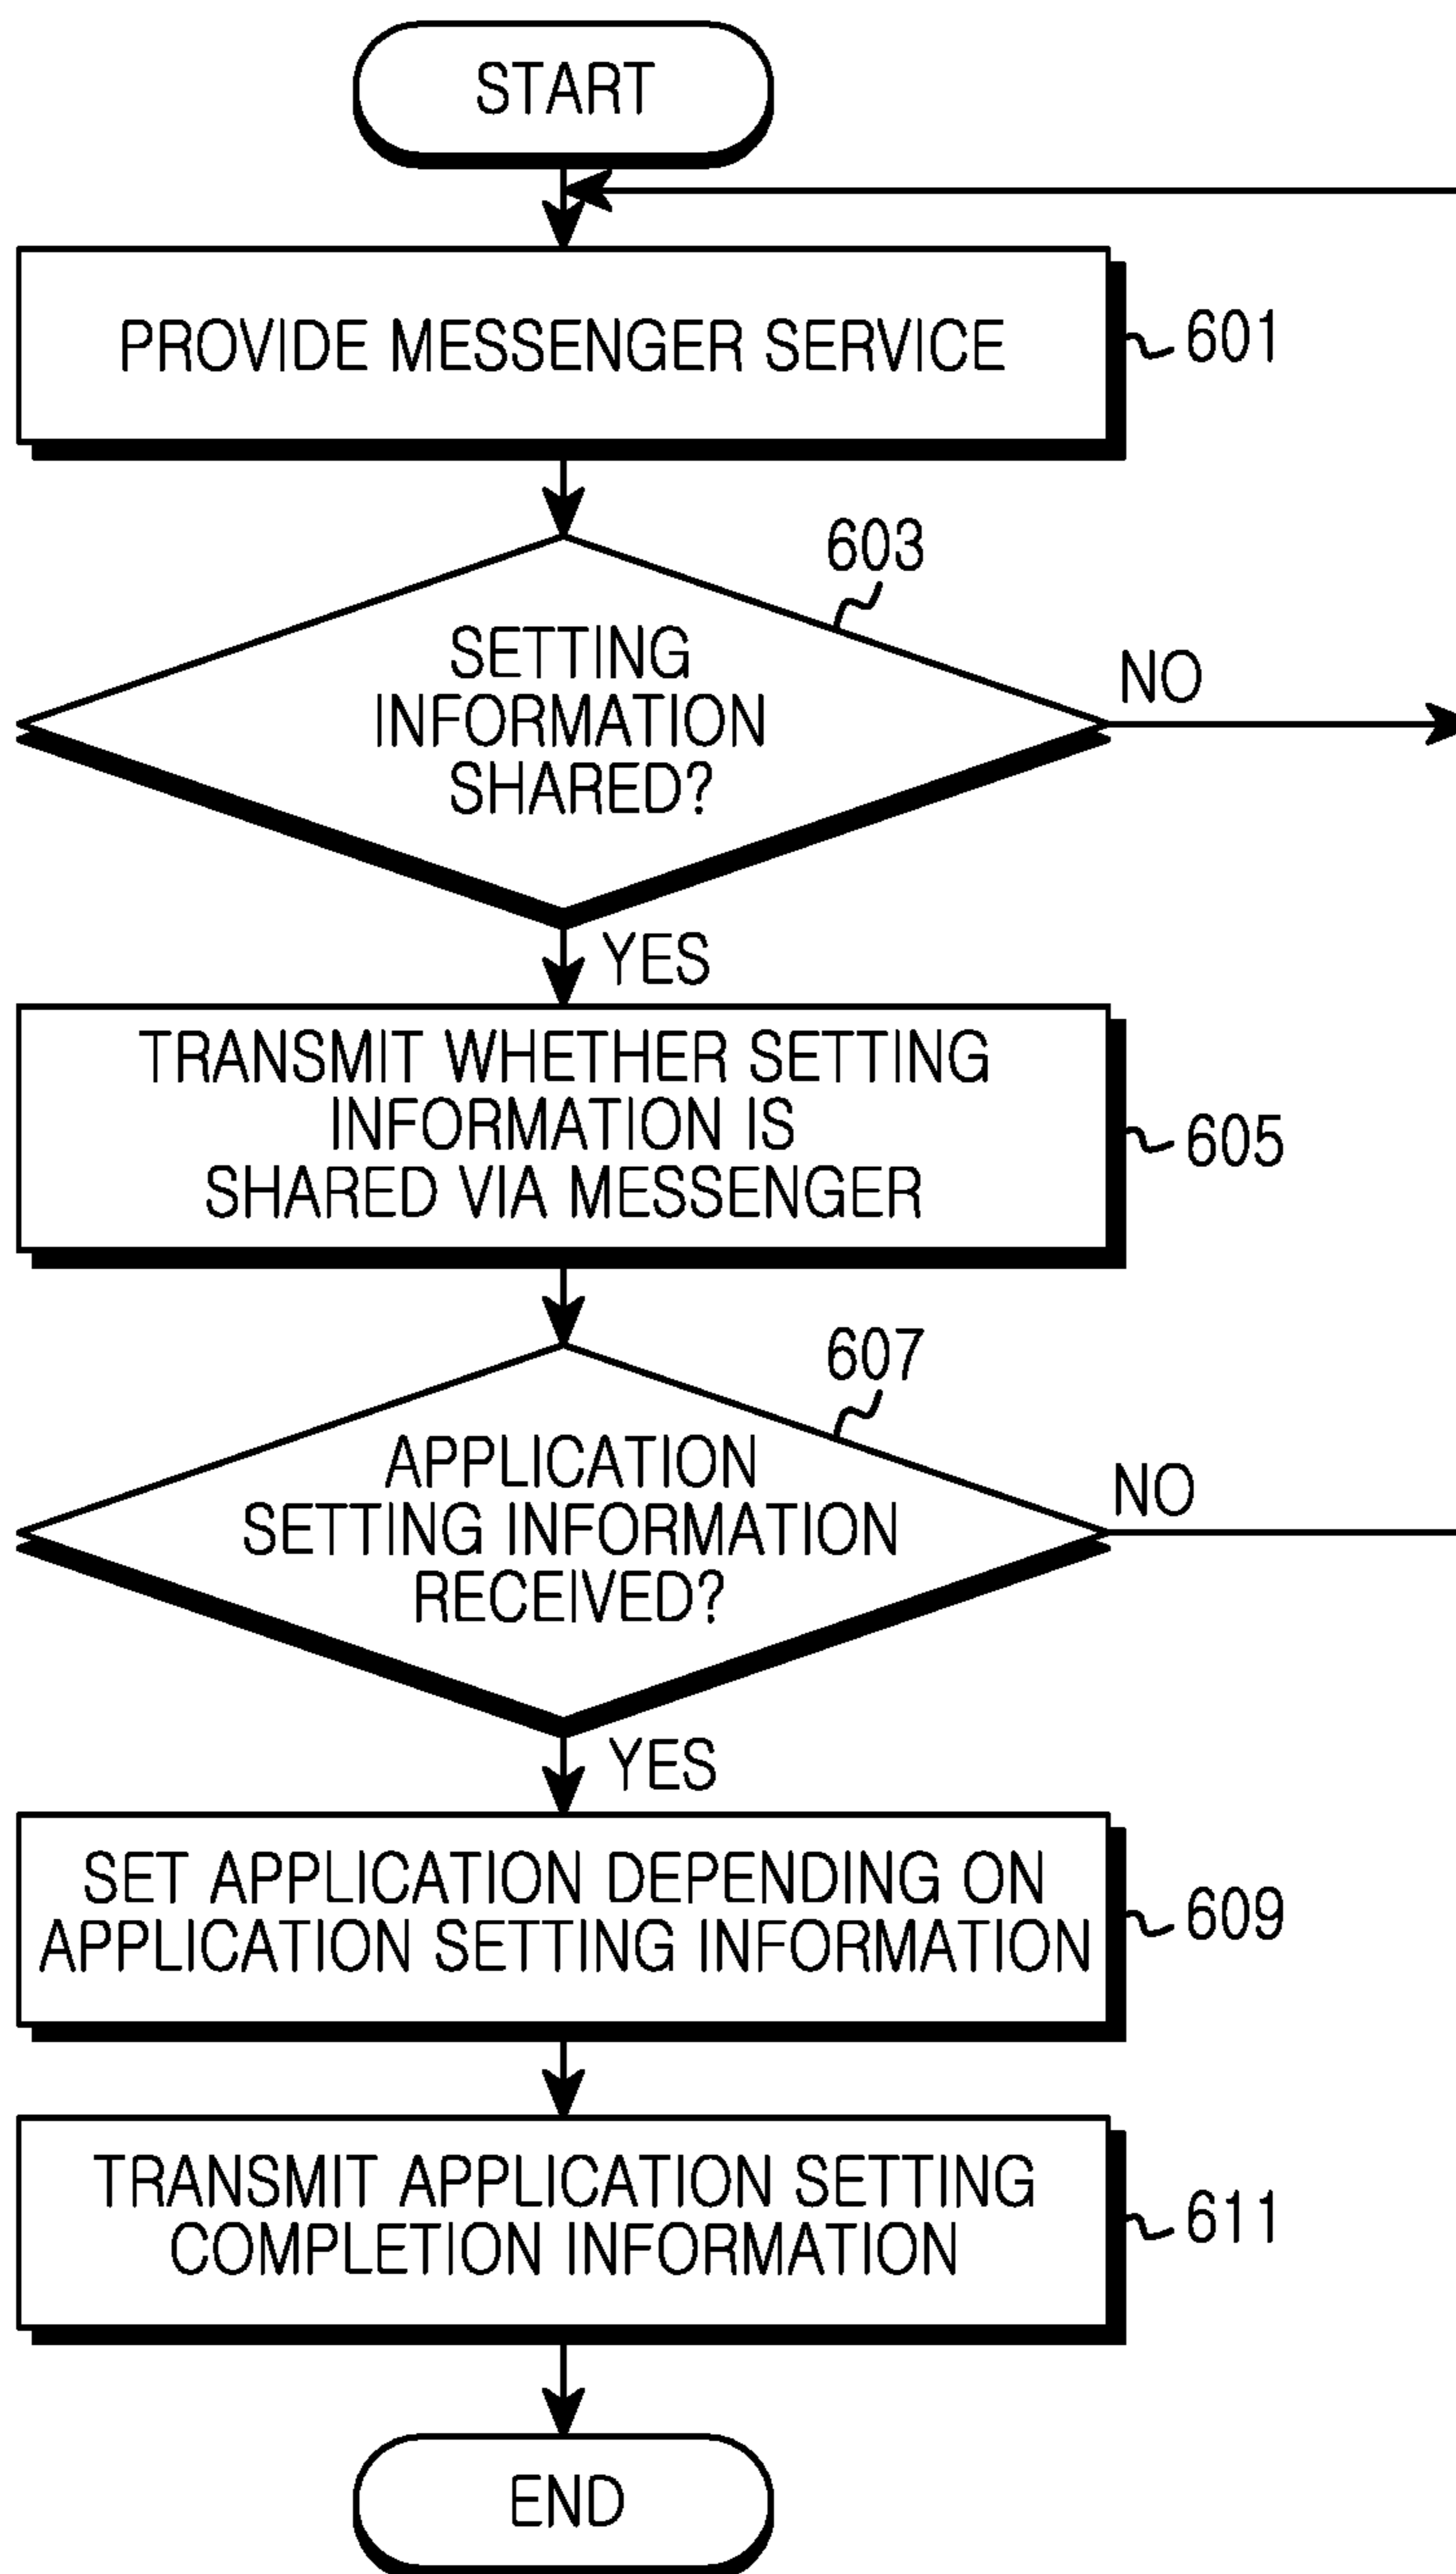 START
PROVIDE MESSENGER SERVICE
601
603
SETTING
INFORMATION
SHARED?
NO
YES
TRANSMIT WHETHER SETTING
INFORMATION IS
SHARED VIA MESSENGER
605
607
APPLICATION
SETTING INFORMATION
RECEIVED?
NO
YES
SET APPLICATION DEPENDING ON
APPLICATION SETTING INFORMATION
609
TRANSMIT APPLICATION SETTING
COMPLETION INFORMATION
611
END